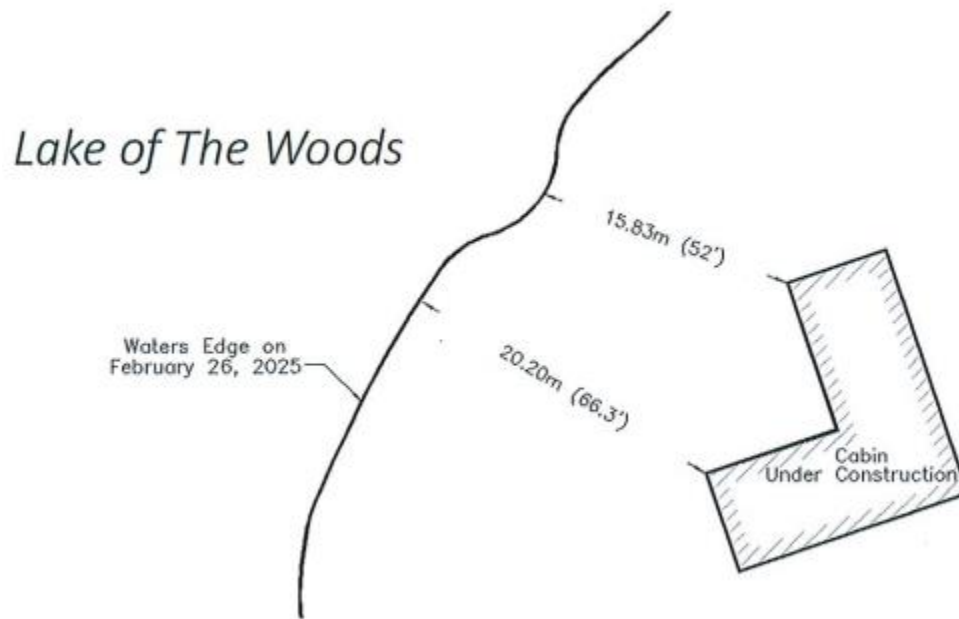 Lake of The Woods
15.83m (52')
20.20m (66.3')
Waters Edge on
February 26, 2025
Cabin
Under Construction